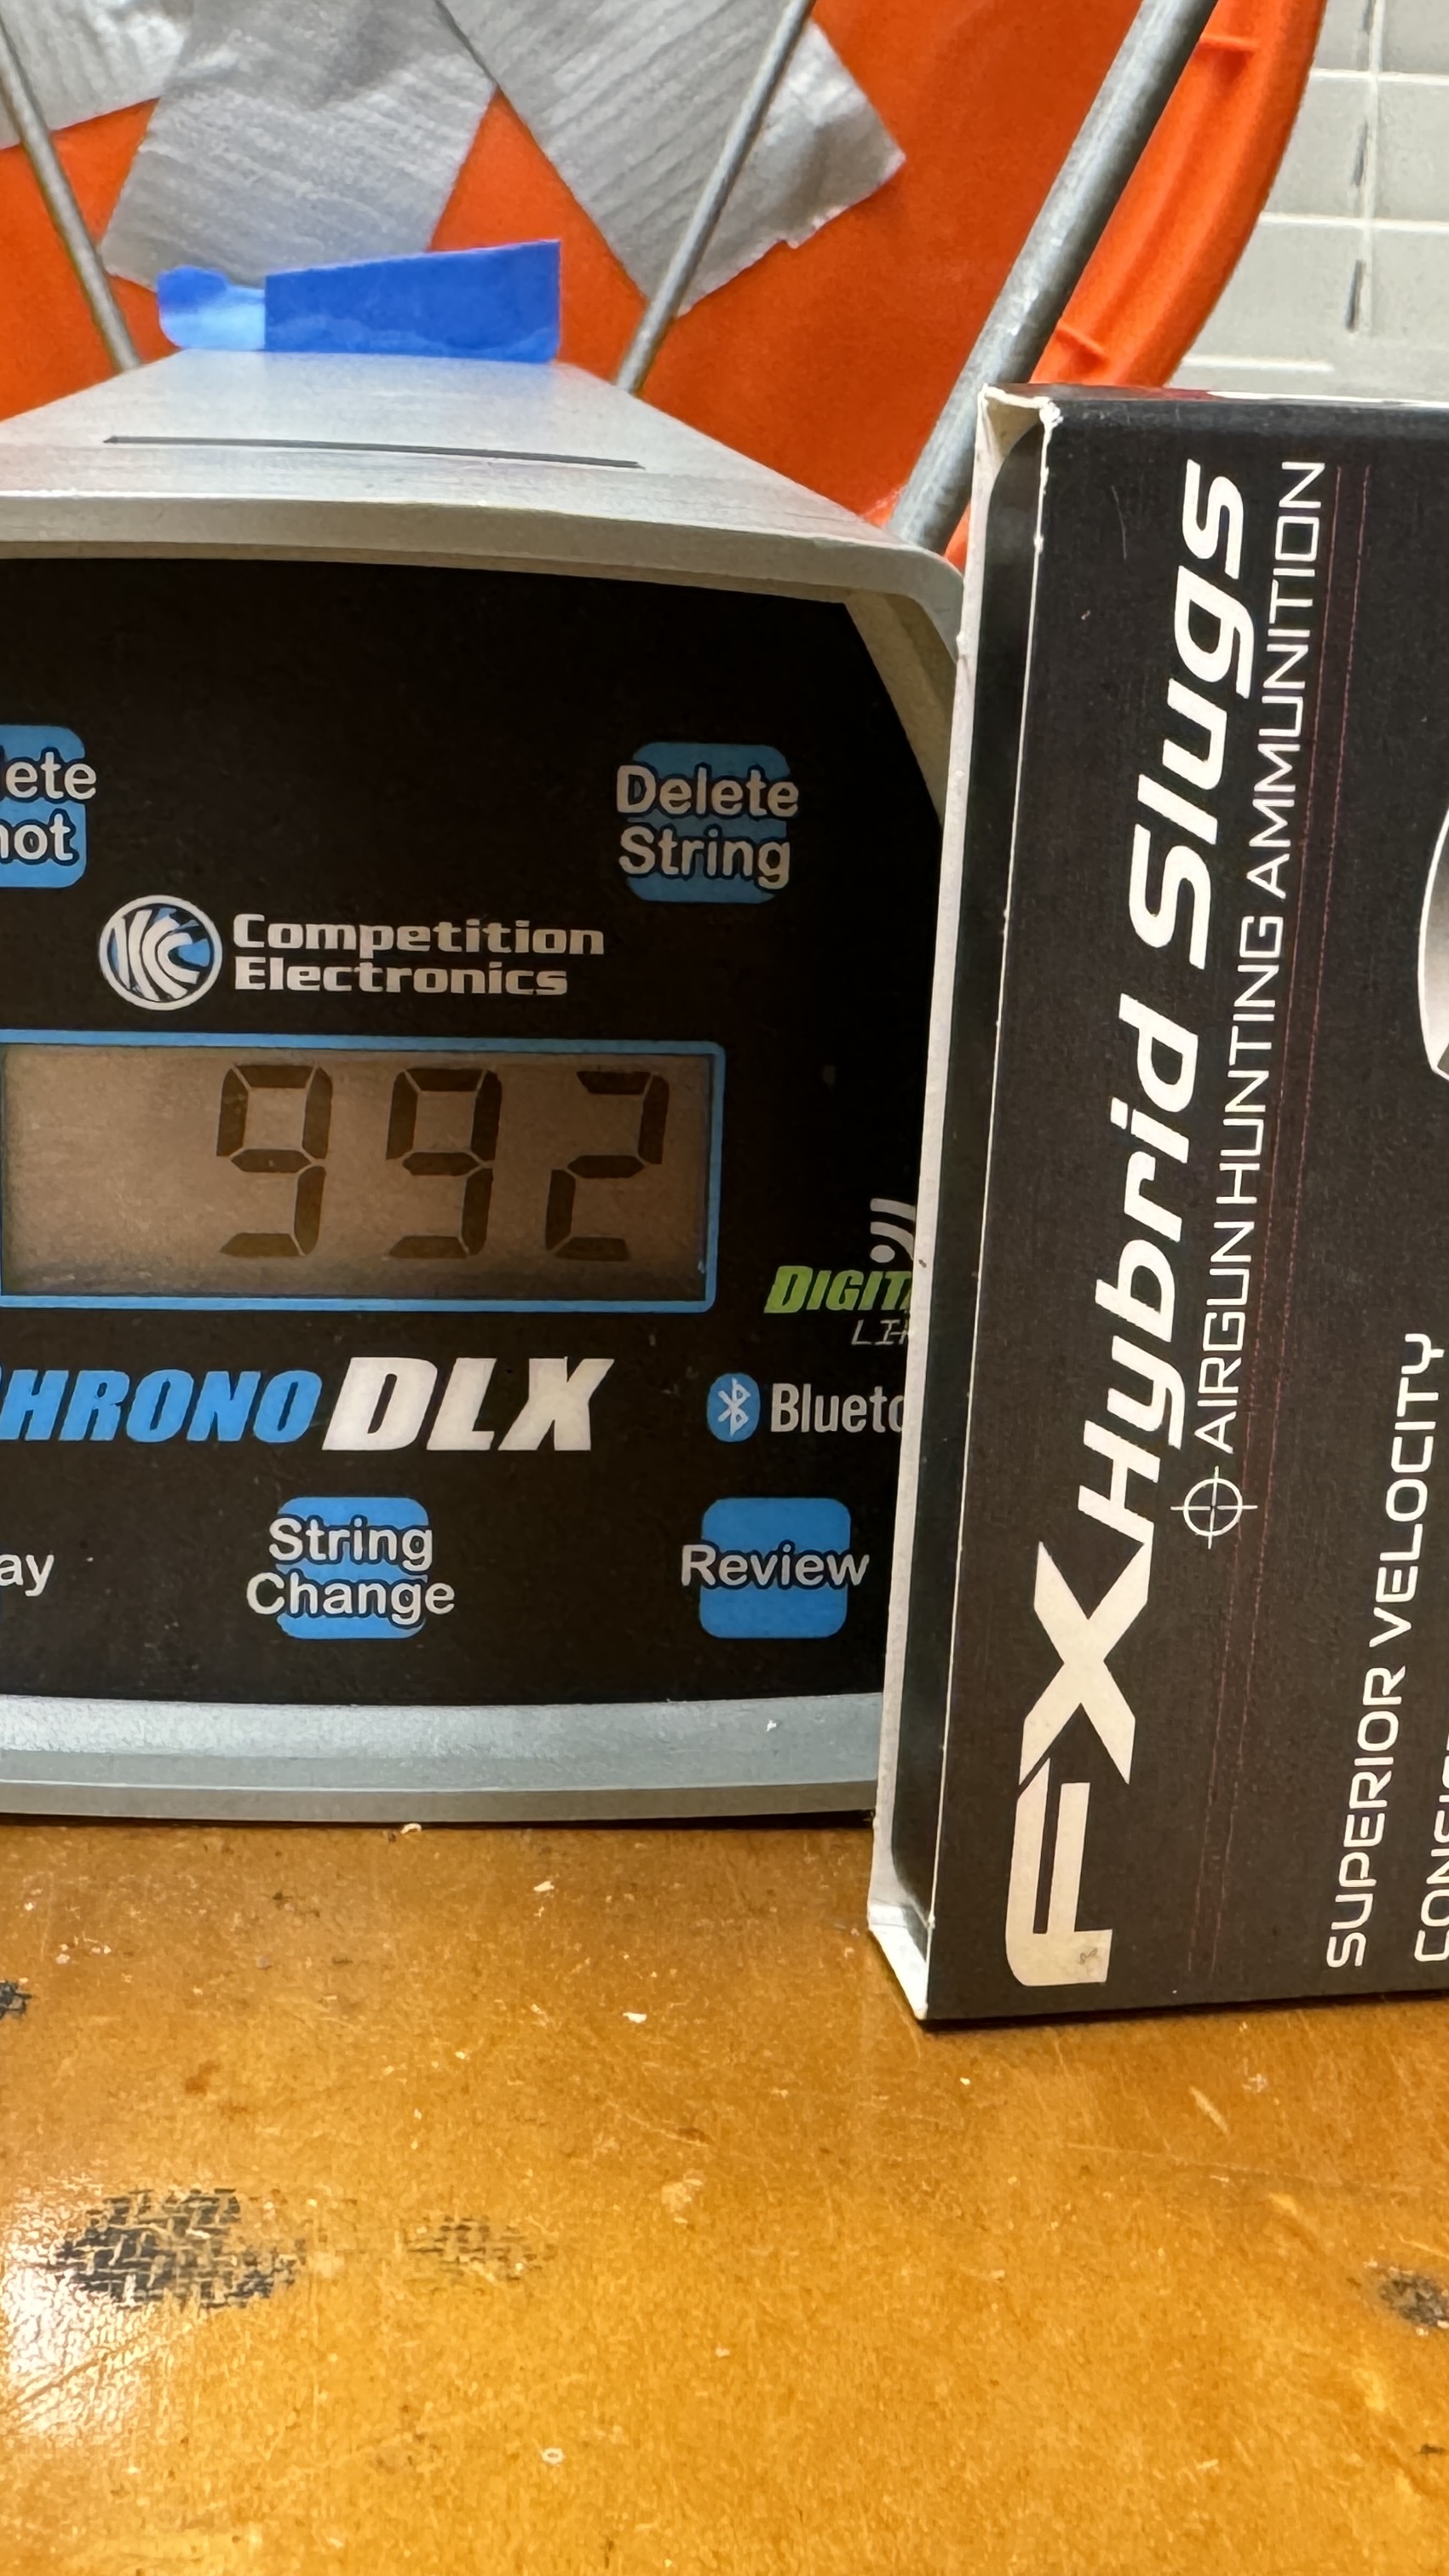 Delete
String
Competition
Electronics
992
DLX
String
Change
Review
FX Hybrid Slugs
AIRGUN HUNTING AMMUNITION
SUPERIOR VELOCITY